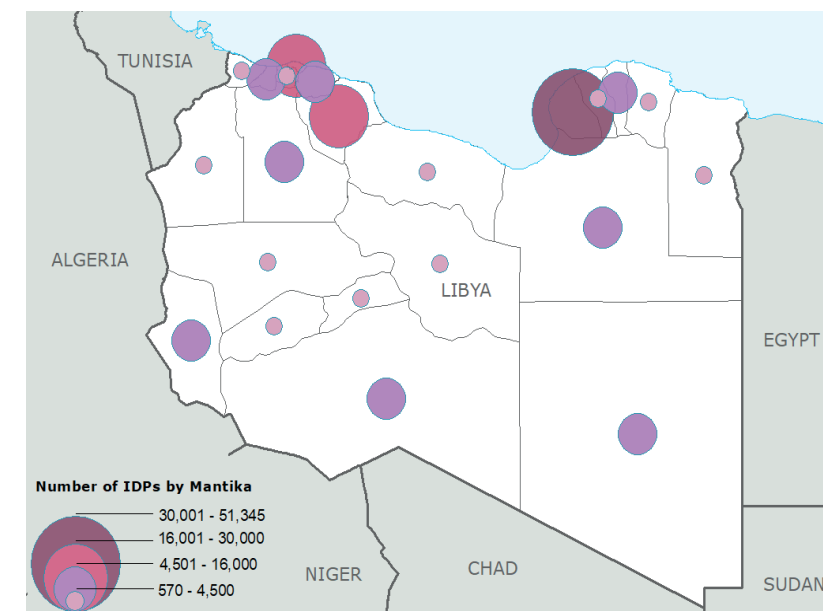 TUNISIA
ALGERIA
LIBYA
EGYPT
Number of IDPs by Mantika
30,001 - 51,345
16,001 - 30,000
4,501 - 16,000
570 - 4,500
NIGER
CHAD
SUDAN